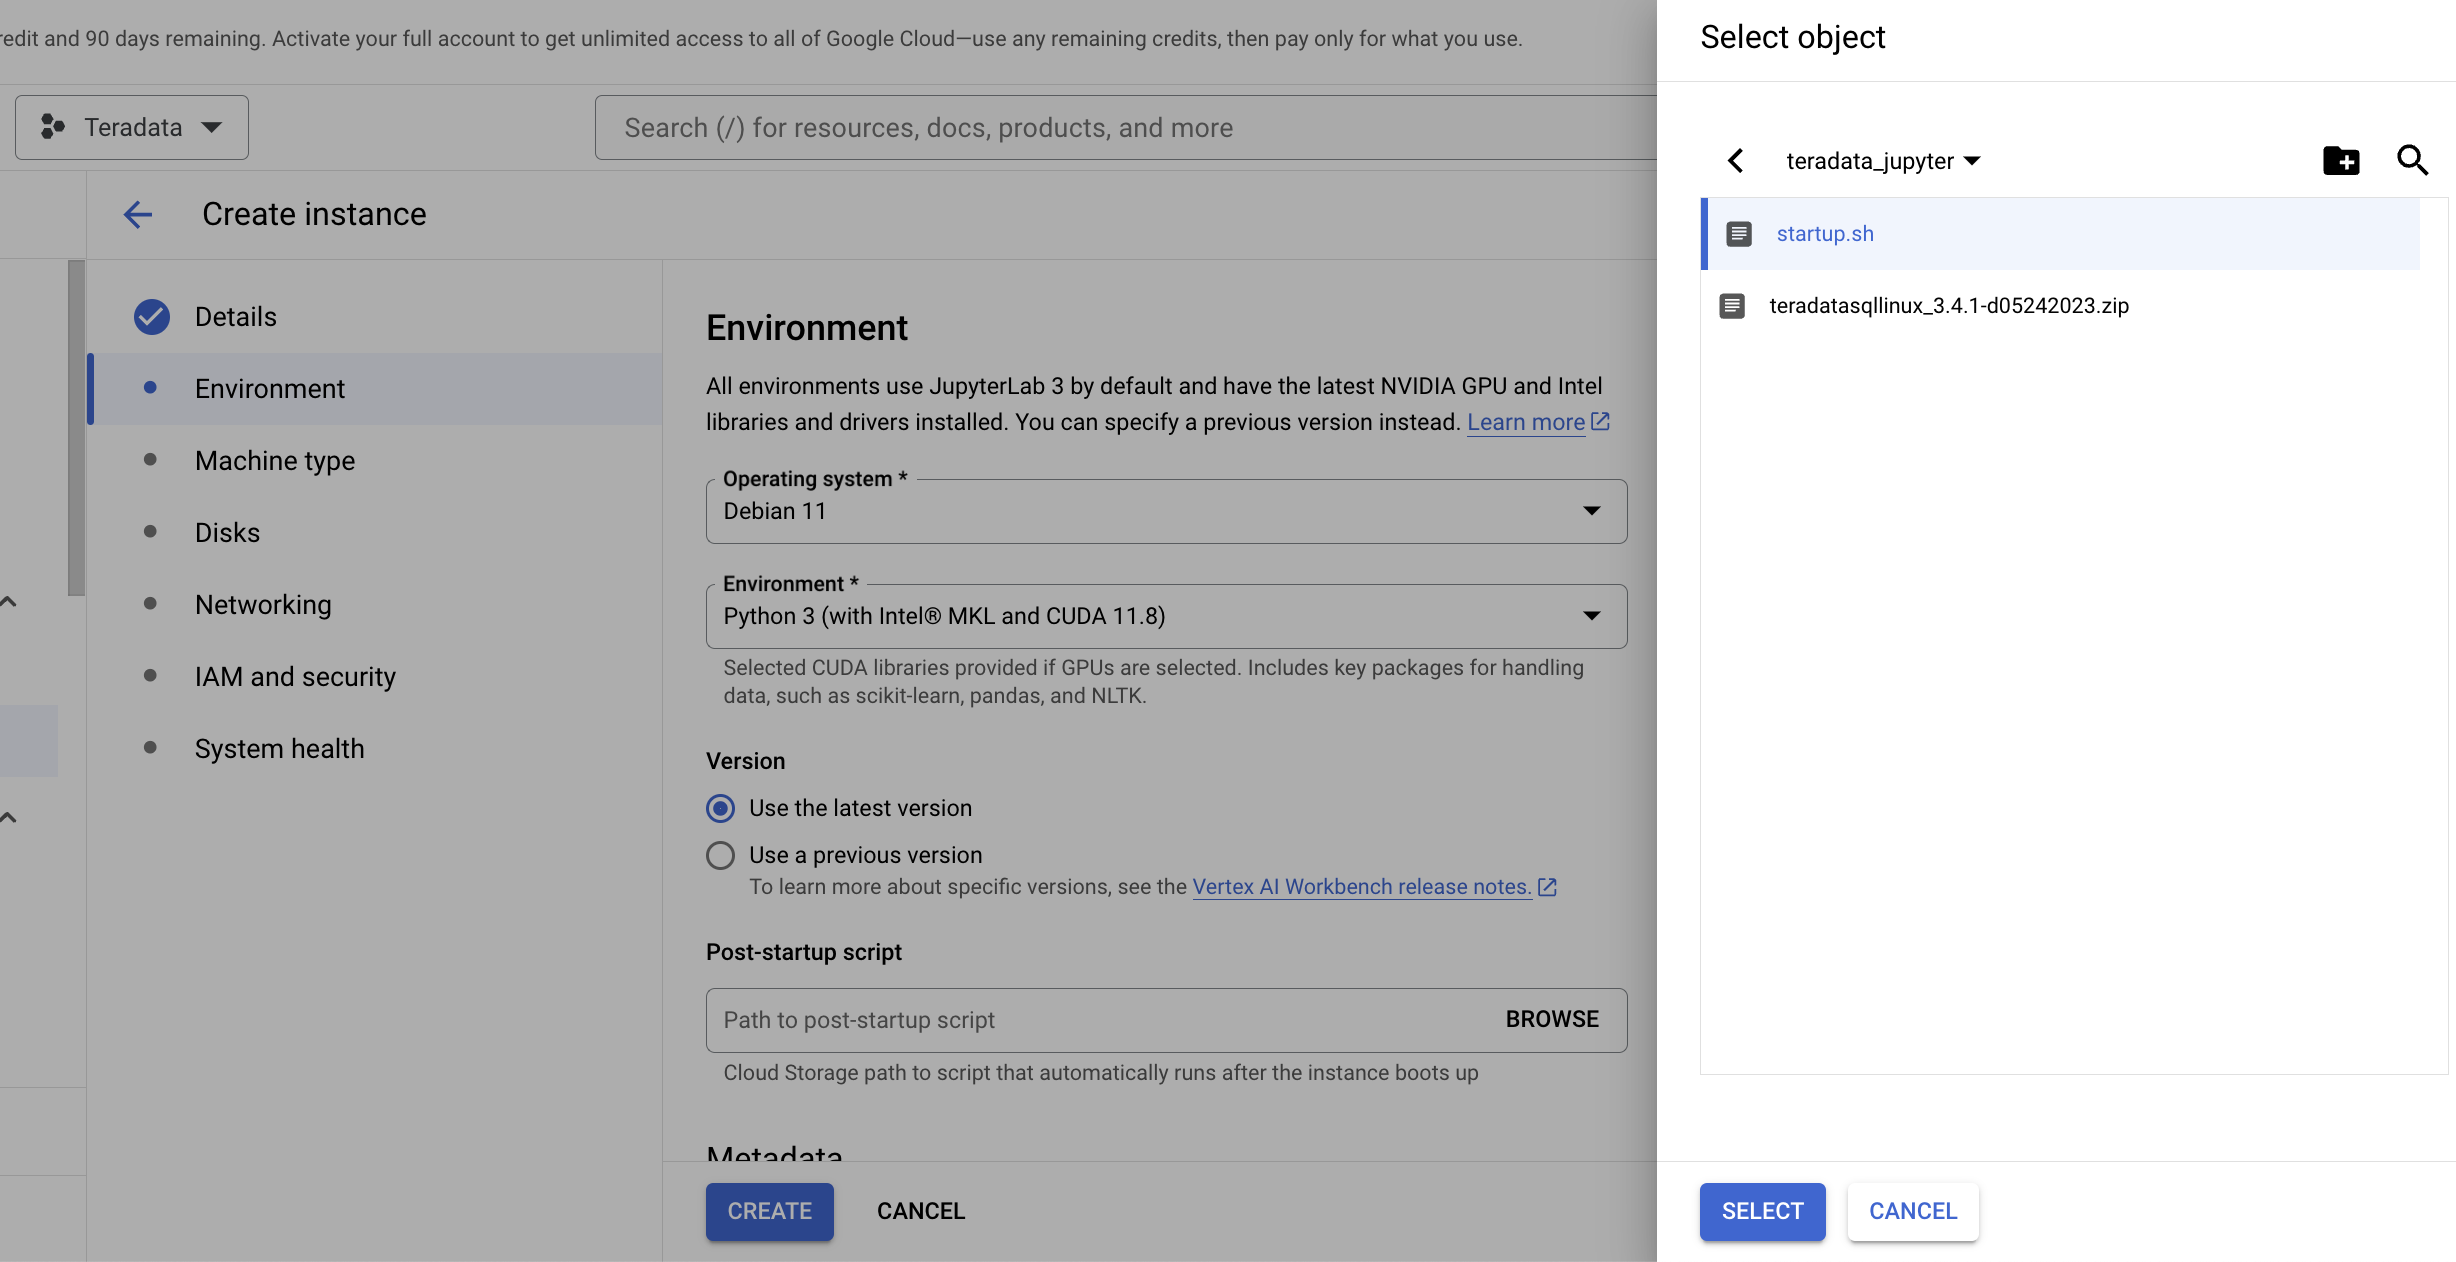 redit and 90 days remaining. Activate your full account to get unlimited access to all of Google Cloud—use any remaining credits, then pay only for what you use.
Teradata
Search (/) for resources, docs, products, and more
Create instance
Details
Environment
Machine type
Disks
Networking
IAM and security
System health
Environment
All environments use JupyterLab 3 by default and have the latest NVIDIA GPU and Intel
libraries and drivers installed. You can specify a previous version instead. Learn more
Operating system *
Debian 11
Environment *
Python 3 (with Intel® MKL and CUDA 11.8)
Selected CUDA libraries provided if GPUs are selected. Includes key packages for handling
data, such as scikit-learn, pandas, and NLTK.
Version
Use the latest version
Use a previous version
To learn more about specific versions, see the Vertex AI Workbench release notes.
Post-startup script
Path to post-startup script
BROWSE
Cloud Storage path to script that automatically runs after the instance boots up
Metadata
CREATE
CANCEL
Select object
teradata_jupyter
startup.sh
teradatasqllinux_3.4.1-d05242023.zip
SELECT
CANCEL